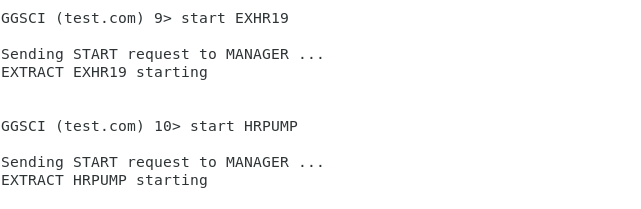 GGSCI (test.com) 9> start EXHR19
Sending START request to MANAGER ...
EXTRACT EXHR19 starting
GGSCI (test.com) 10> start HRPUMP
Sending START request to MANAGER ...
EXTRACT HRPUMP starting